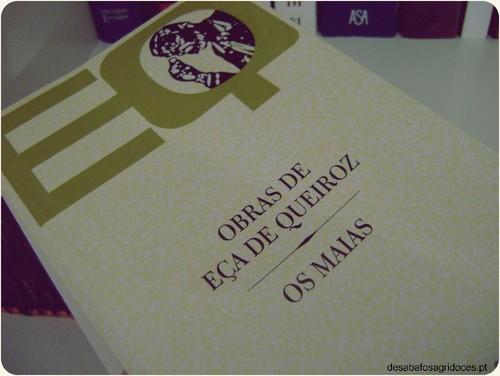 ASA
EQ
OBRAS DE
EÇA DE QUEIROZ
OS MAIAS
desabafosagridoces.pt